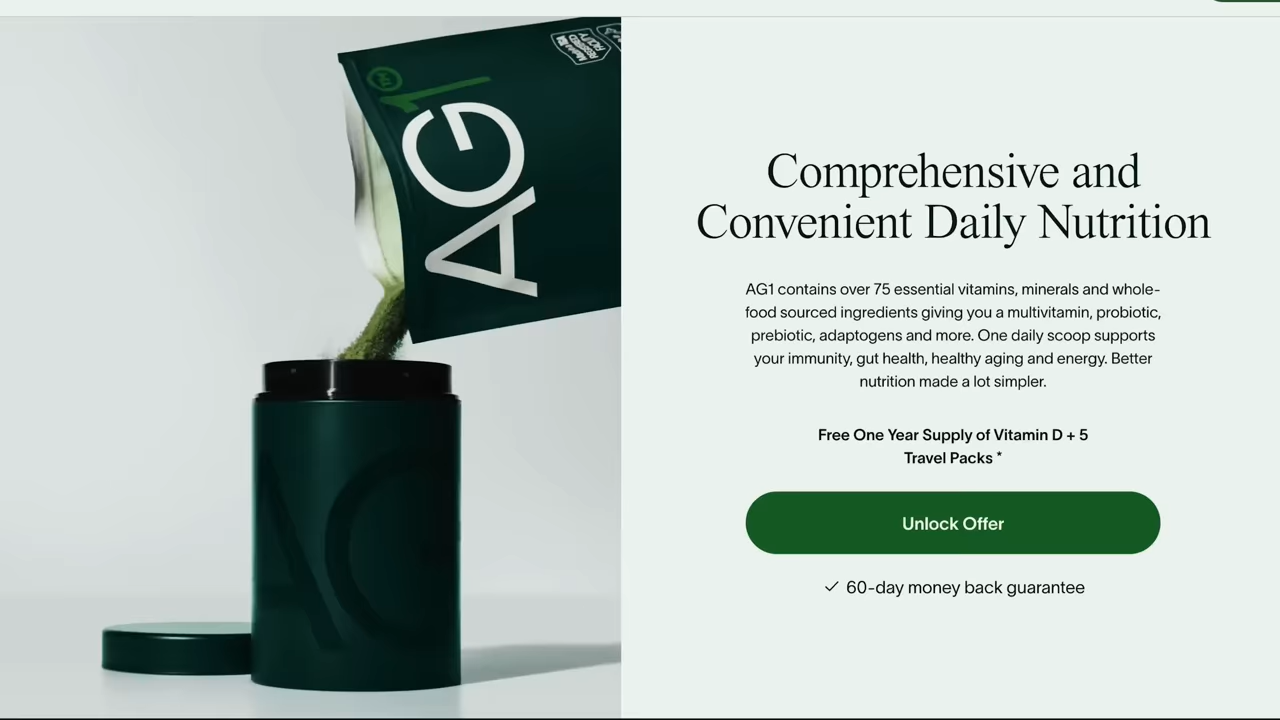 AG1™
Comprehensive and
Convenient Daily Nutrition
AG1 contains over 75 essential vitamins, minerals and whole-
food sourced ingredients giving you a multivitamin, probiotic,
prebiotic, adaptogens and more. One daily scoop supports
your immunity, gut health, healthy aging and energy. Better
nutrition made a lot simpler.
Free One Year Supply of Vitamin D + 5
Travel Packs *
Unlock Offer
✓ 60-day money back guarantee
AG